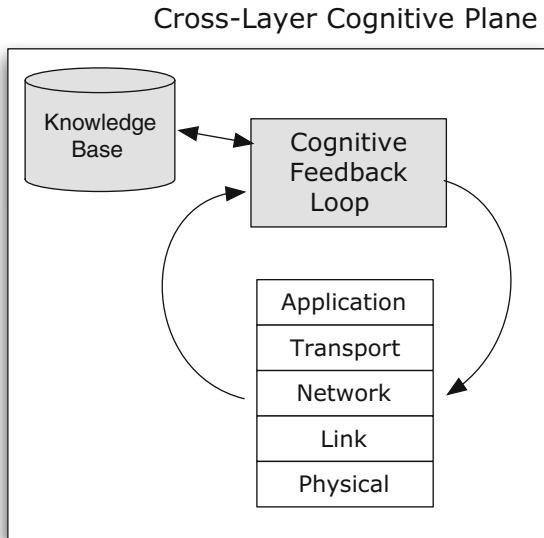 Cross-Layer Cognitive Plane
Knowledge
Base
Cognitive
Feedback
Loop
Application
Transport
Network
Link
Physical